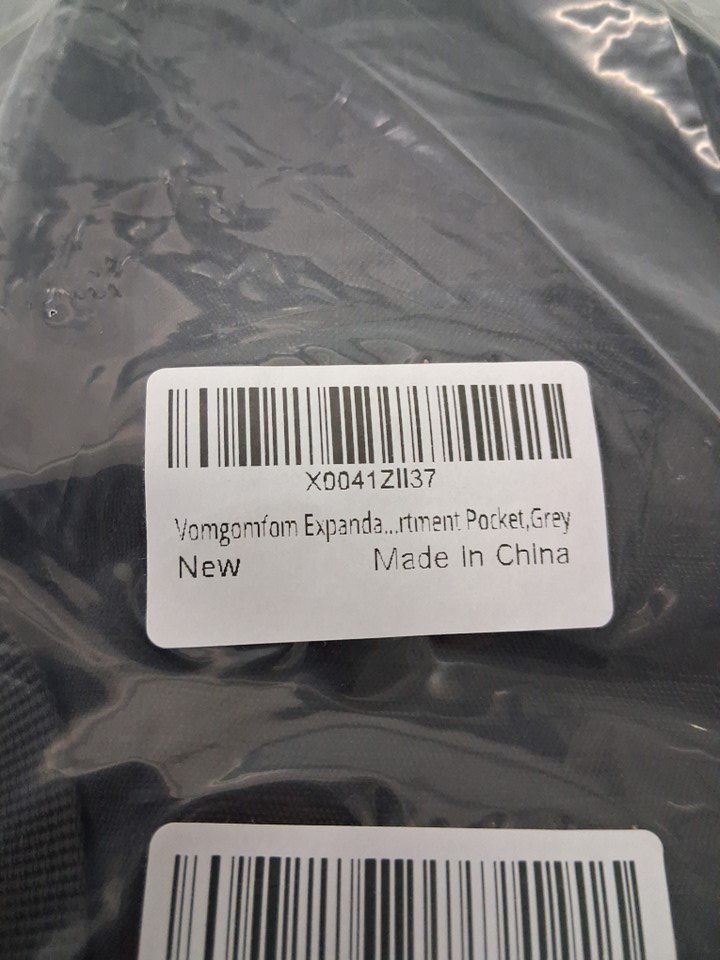 X0041ZII37
Vomgomfom Expanda...rtment Pocket,Grey
New
Made in China